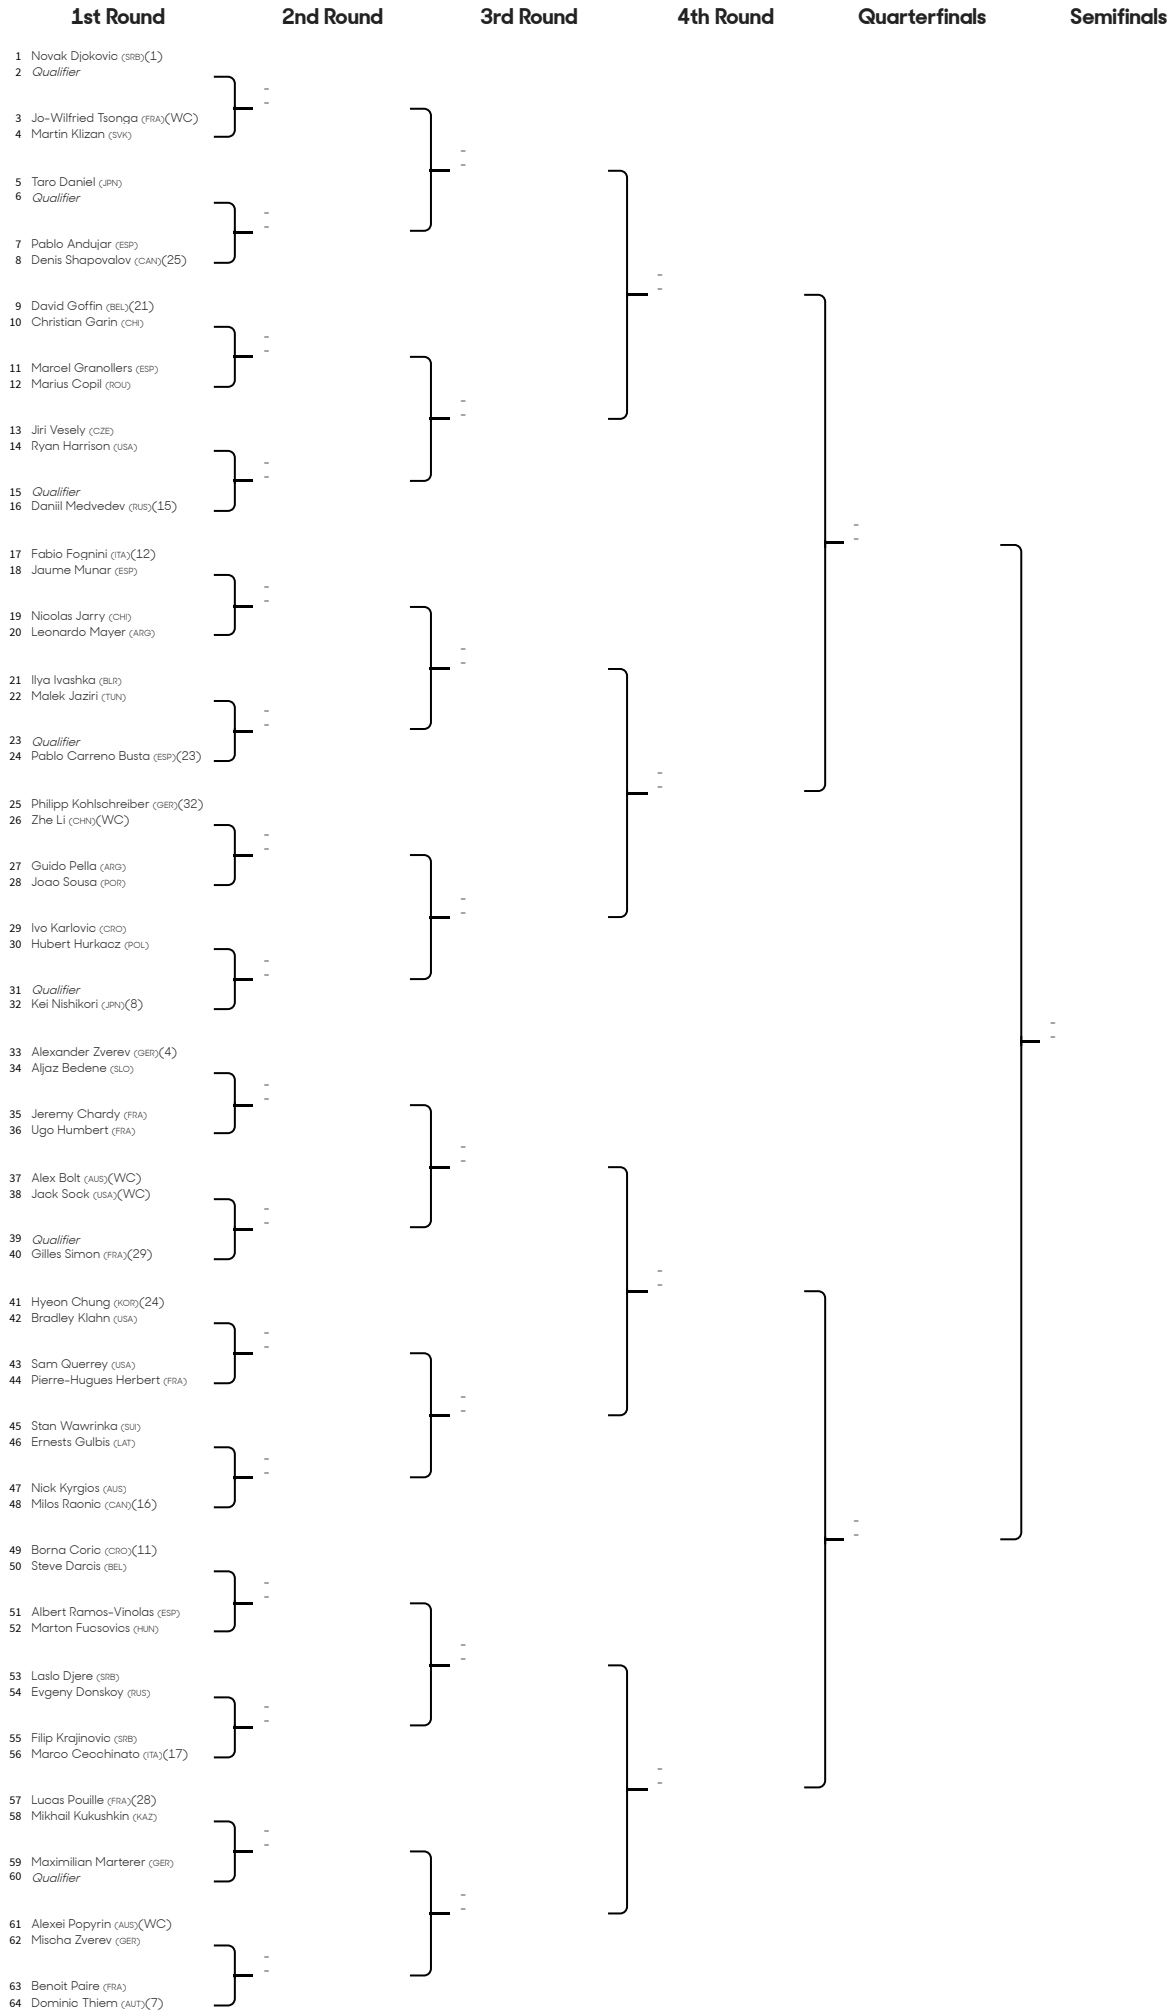 1st Round 2nd Round 3rd Round 4th Round Quarterfinals Semifinals
1 Novak Djokovic (SRB)(1)
2 Qualifier
3 Jo-Wilfried Tsonga (FRA)(WC)
4 Martin Klizan (SVK)
5 Taro Daniel (JPN)
6 Qualifier
7 Pablo Andujar (ESP)
8 Denis Shapovalov (CAN)(25)
9 David Goffin (BEL)(21)
10 Christian Garin (CHI)
11 Marcel Granollers (ESP)
12 Marius Copil (ROU)
13 Jiri Vesely (CZE)
14 Ryan Harrison (USA)
15 Qualifier
16 Daniil Medvedev (RUS)(15)
17 Fabio Fognini (ITA)(12)
18 Jaume Munar (ESP)
19 Nicolas Jarry (CHI)
20 Leonardo Mayer (ARG)
21 Ilya Ivashka (BLR)
22 Malek Jaziri (TUN)
23 Qualifier
24 Pablo Carreno Busta (ESP)(23)
25 Philipp Kohlschreiber (GER)(32)
26 Zhe Li (CHN)(WC)
27 Guido Pella (ARG)
28 Joao Sousa (POR)
29 Ivo Karlovic (CRO)
30 Hubert Hurkacz (POL)
31 Qualifier
32 Kei Nishikori (JPN)(8)
33 Alexander Zverev (GER)(4)
34 Aljaz Bedene (SLO)
35 Jeremy Chardy (FRA)
36 Ugo Humbert (FRA)
37 Alex Bolt (AUS)(WC)
38 Jack Sock (USA)(WC)
39 Qualifier
40 Gilles Simon (FRA)(29)
41 Hyeon Chung (KOR)(24)
42 Bradley Klahn (USA)
43 Sam Querrey (USA)
44 Pierre-Hugues Herbert (FRA)
45 Stan Wawrinka (SUI)
46 Ernests Gulbis (LAT)
47 Nick Kyrgios (AUS)
48 Milos Raonic (CAN)(16)
49 Borna Coric (CRO)(11)
50 Steve Darcis (BEL)
51 Albert Ramos-Vinolas (ESP)
52 Marton Fucsovics (HUN)
53 Laslo Djere (SRB)
54 Evgeny Donskoy (RUS)
55 Filip Krajinovic (SRB)
56 Marco Cecchinato (ITA)(17)
57 Lucas Pouille (FRA)(28)
58 Mikhail Kukushkin (KAZ)
59 Maximilian Marterer (GER)
60 Qualifier
61 Alexei Popyrin (AUS)(WC)
62 Mischa Zverev (GER)
63 Benoit Paire (FRA)
64 Dominic Thiem (AUT)(7)